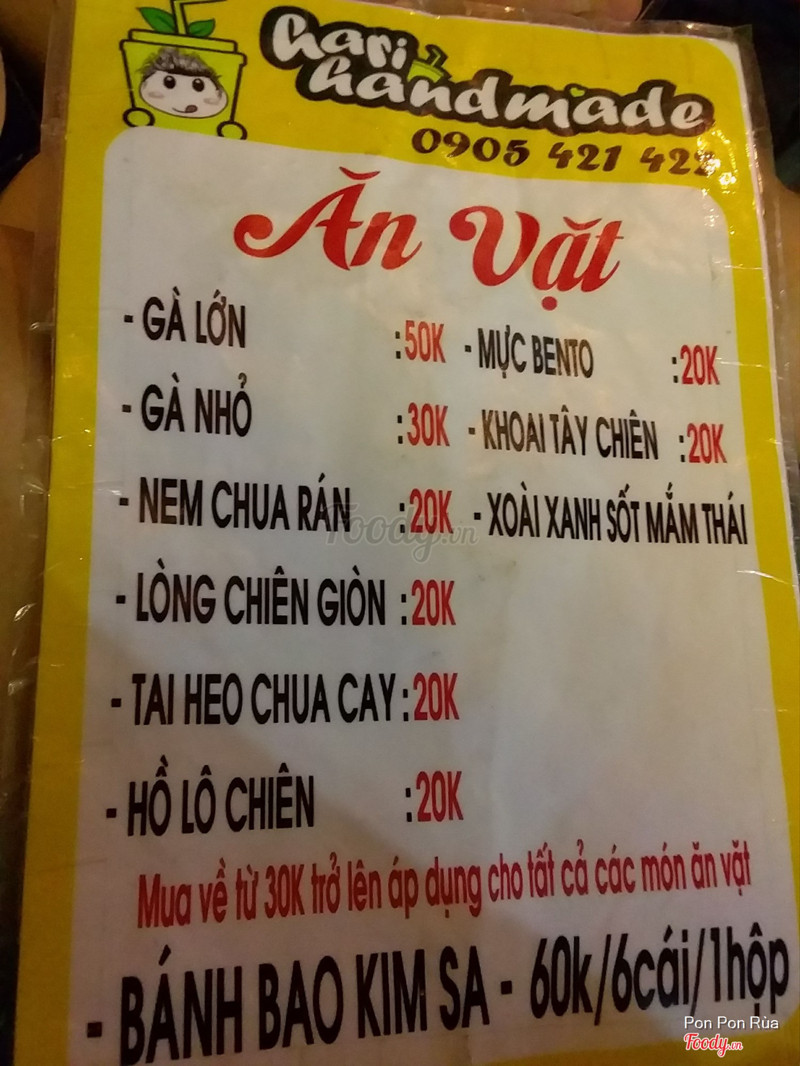 hari
handmade
0905 421 422
Ăn Vặt
- GÀ LỚN :50K
- GÀ NHỎ :30K
- NEM CHUA RÁN :20K
- LÒNG CHIÊN GIÒN :20K
- TAI HEO CHUA CAY :20K
- HỒ LÔ CHIÊN :20K
- MỰC BENTO :20K
- KHOAI TÂY CHIÊN :20K
- XOÀI XANH SỐT MẮM THÁI
Mua về từ 30K trở lên áp dụng cho tất cả các món ăn vặt
- BÁNH BAO KIM SA - 60k/6cái/1hộp
Foody.vn
Pon Pon Rùa
Foody.vn